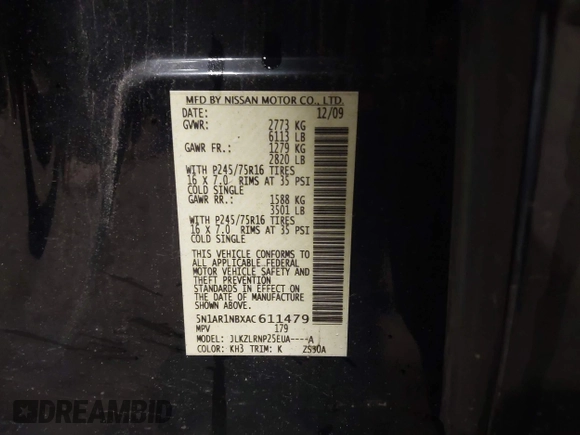 MFD BY NISSAN MOTOR CO., LTD.
DATE: 12/09
GVWR: 2773 KG
6113 LB
GAWR FR.: 1279 KG
2820 LB
WITH P245/75R16 TIRES
16 X 7.0 RIMS AT 35 PSI
COLD SINGLE
GAWR RR.: 1588 KG
3501 LB
WITH P245/75R16 TIRES
16 X 7.0 RIMS AT 35 PSI
COLD SINGLE
THIS VEHICLE CONFORMS TO
ALL APPLICABLE FEDERAL
MOTOR VEHICLE SAFETY AND
THEFT PREVENTION
STANDARDS IN EFFECT ON THE
DATE OF MANUFACTURE
SHOWN ABOVE.
5N1AR1NBXAC611479
MPV 179
MODEL: JLKZLRNP25EUA----A
COLOR: KH3 TRIM: K ZS90A
DREAMBID